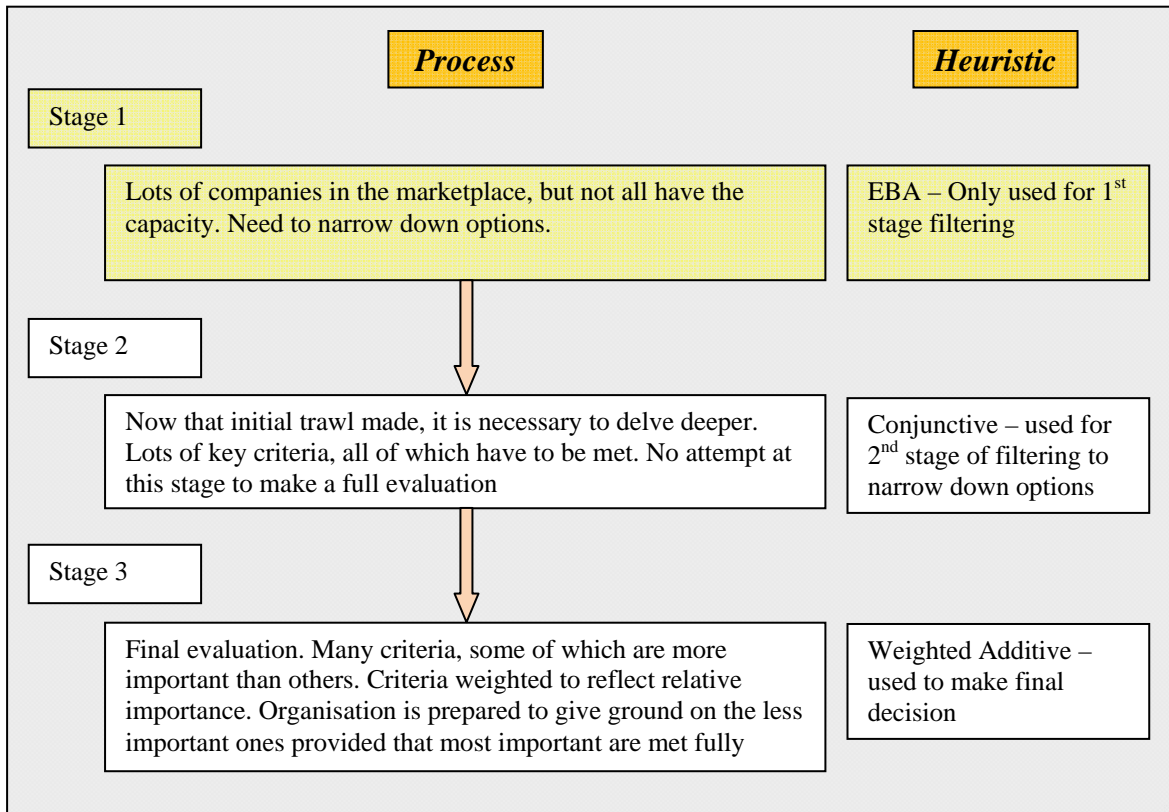 Process
Heuristic
Stage 1
Lots of companies in the marketplace, but not all have the
capacity. Need to narrow down options.
EBA – Only used for 1st
stage filtering
Stage 2
Now that initial trawl made, it is necessary to delve deeper.
Lots of key criteria, all of which have to be met. No attempt at
this stage to make a full evaluation
Conjunctive – used for
2nd stage of filtering to
narrow down options
Stage 3
Final evaluation. Many criteria, some of which are more
important than others. Criteria weighted to reflect relative
importance. Organisation is prepared to give ground on the less
important ones provided that most important are met fully
Weighted Additive –
used to make final
decision